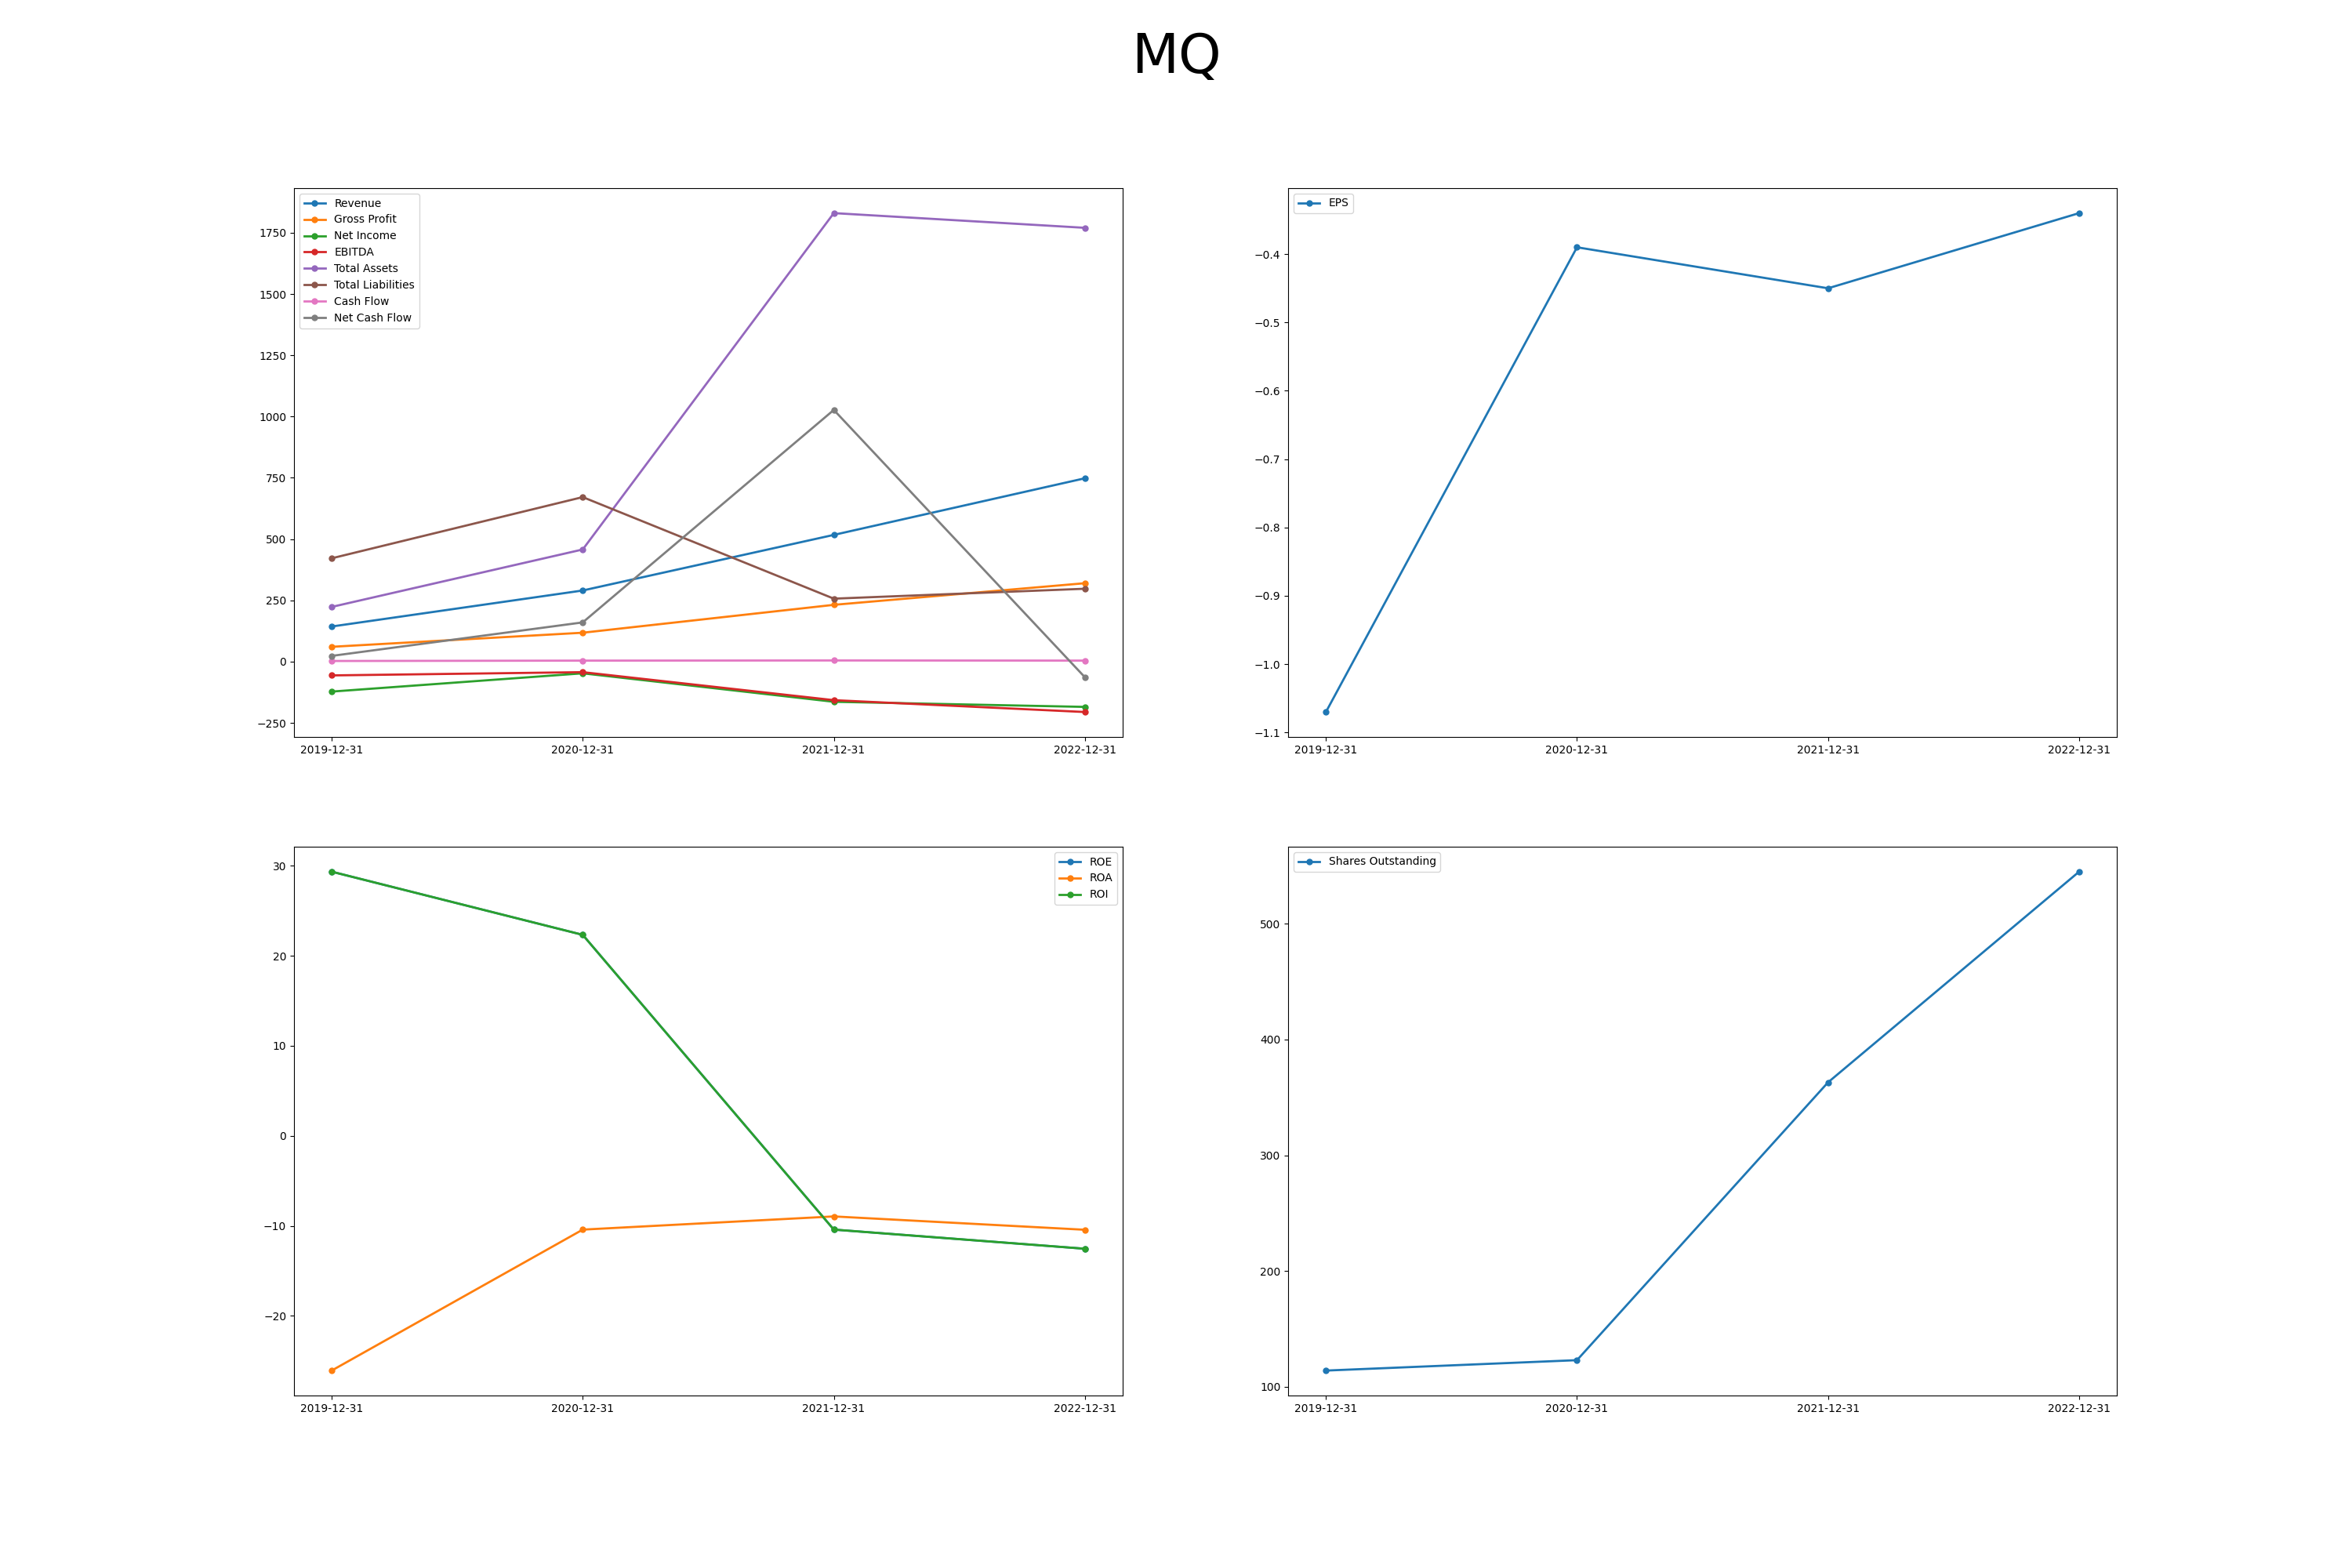 MQ
Revenue
Gross Profit
Net Income
EBITDA
Total Assets
Total Liabilities
Cash Flow
Net Cash Flow
1750
1500
1250
1000
750
500
250
0
−250
2019-12-31 2020-12-31 2021-12-31 2022-12-31
EPS
−0.4
−0.5
−0.6
−0.7
−0.8
−0.9
−1.0
−1.1
2019-12-31 2020-12-31 2021-12-31 2022-12-31
ROE
ROA
ROI
30
20
10
0
−10
−20
2019-12-31 2020-12-31 2021-12-31 2022-12-31
Shares Outstanding
500
400
300
200
100
2019-12-31 2020-12-31 2021-12-31 2022-12-31